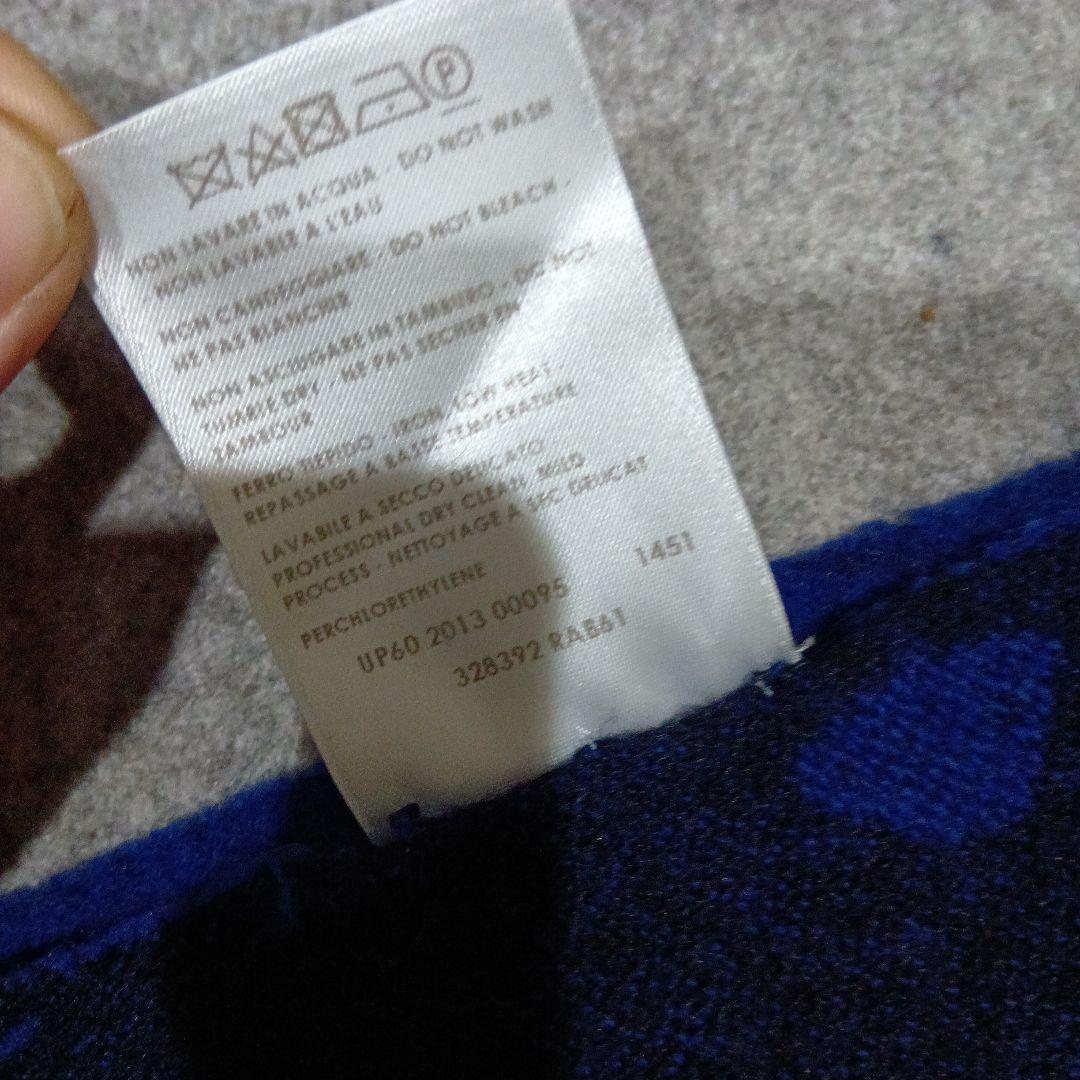 P
NON LAVARE IN ACQUA - DO NOT WASH
- NON LAVABLE A L'EAU
NON CANDEGGIARE - DO NOT BLEACH -
NE PAS BLANCHIR
NON ASCIUGARE IN TAMBURO - DO NOT
TUMBLE DRY - NE PAS SECHER EN
TAMBOUR
FERRO TIEPIDO - IRON LOW HEAT
REPASSAGE A BASSE TEMPERATURE
LAVABILE A SECCO DELICATO
PROFESSIONAL DRY CLEAN MILD
PROCESS - NETTOYAGE A SEC DELICAT
PERCHLORETHYLENE
UP60 2013 00095 1451
328392 RAB61